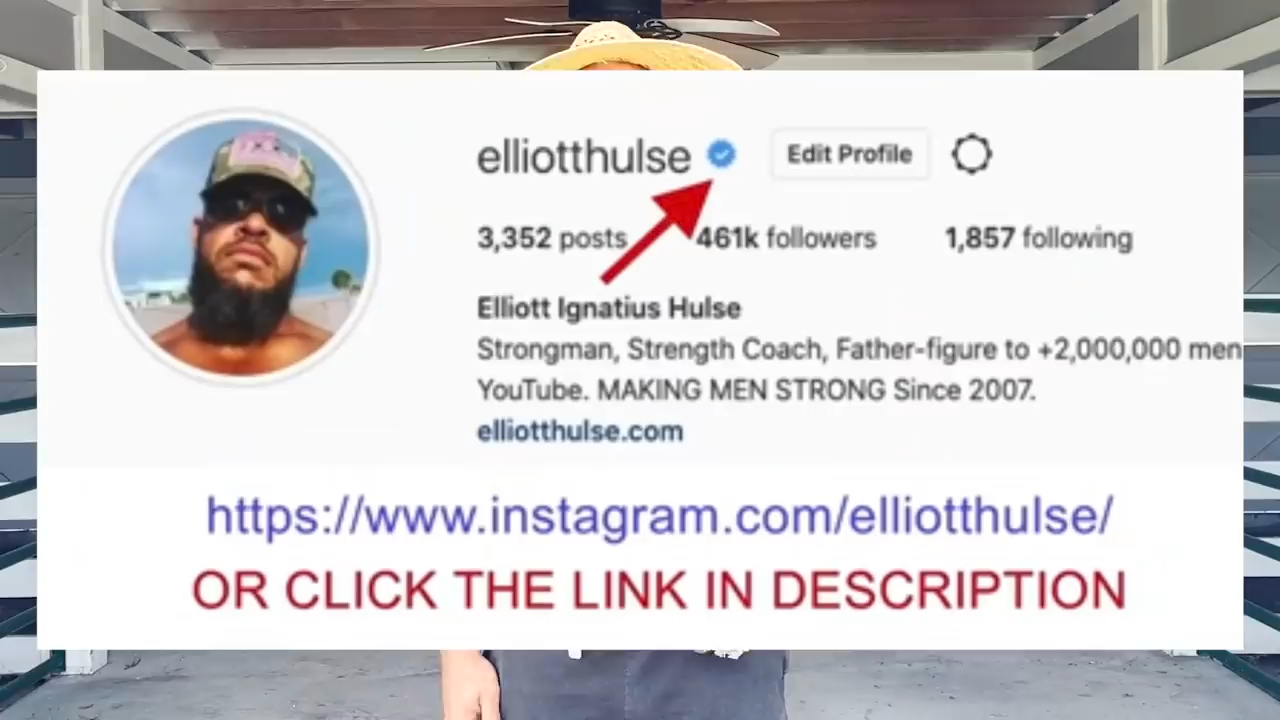 elliotthulse Edit Profile
3,352 posts 461k followers 1,857 following
Elliott Ignatius Hulse
Strongman, Strength Coach, Father-figure to +2,000,000 men
YouTube. MAKING MEN STRONG Since 2007.
elliotthulse.com
https://www.instagram.com/elliotthulse/
OR CLICK THE LINK IN DESCRIPTION